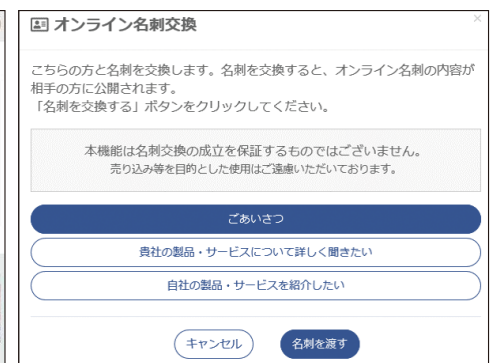 オンライン名刺交換
こちらの方と名刺を交換します。名刺を交換すると、オンライン名刺の内容が
相手の方に公開されます。
「名刺を交換する」ボタンをクリックしてください。
本機能は名刺交換の成立を保証するものではございません。
売り込み等を目的とした使用はご遠慮いただいております。
ごあいさつ
貴社の製品・サービスについて詳しく聞きたい
自社の製品・サービスを紹介したい
キャンセル
名刺を渡す